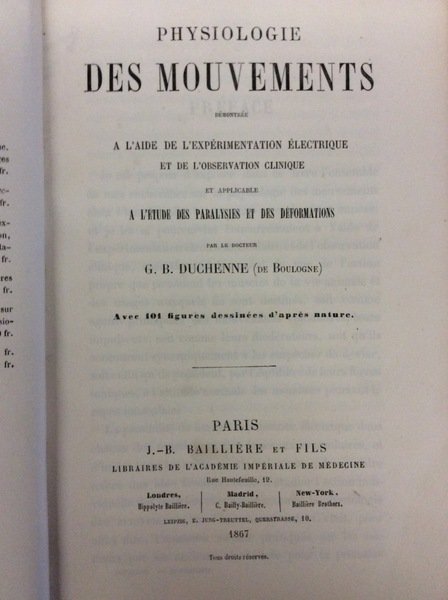 PHYSIOLOGIE
DES MOUVEMENTS
DÉMONTRÉE
A L'AIDE DE L'EXPÉRIMENTATION ÉLECTRIQUE
ET DE L'OBSERVATION CLINIQUE
ET APPLICABLE
A L'ÉTUDE DES PARALYSIES ET DES DÉFORMATIONS
PAR LE DOCTEUR
G. B. DUCHENNE (DE BOULOGNE)
Avec 101 figures dessinées d'après nature.
PARIS
J.-B. BAILLIÈRE ET FILS
LIBRAIRES DE L'ACADÉMIE IMPÉRIALE DE MÉDECINE
Rue Hautefeuille, 19.
Londres, Madrid, New-York,
Hippolyte Baillière. C. Bailly-Baillière. Baillière Brothers.
LEIPZIG, E. JUNG-TREUTTEL, QUERSTRASSE, 10.
1867
Tous droits réservés.